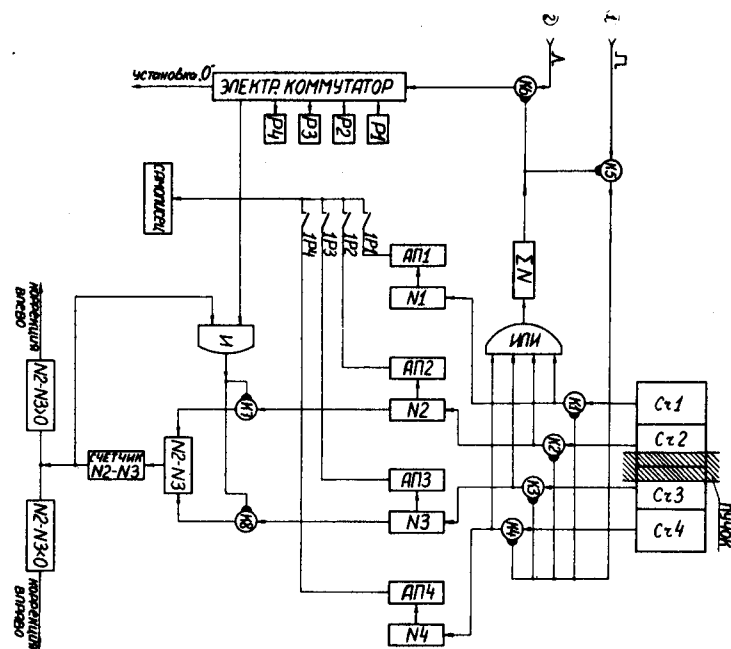 2
1
установка „0"
ЭЛЕКТР. КОММУТАТОР
К6
Р4
Р3
Р2
Р1
К5
САМОПИСЕЦ
1Р4
1Р3
1Р2
1Р1
АП1
N1
ΣN
ИЛИ
КОРРЕКЦИЯ
ВЛЕВО
И
АП2
N2
К1
Сч1
N2-N3>0
К7
К2
Сч2
СЧЕТЧИК
N2-N3
N2-N3
АП3
N3
К3
Сч3
К8
К4
Сч4
ПУЧОК
N2-N3<0
АП4
N4
КОРРЕКЦИЯ
ВПРАВО